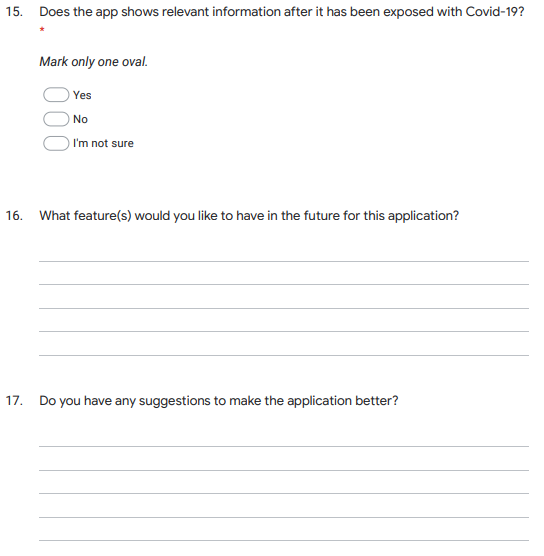 15. Does the app shows relevant information after it has been exposed with Covid-19?
*
Mark only one oval.
Yes
No
I'm not sure
16. What feature(s) would you like to have in the future for this application?
17. Do you have any suggestions to make the application better?